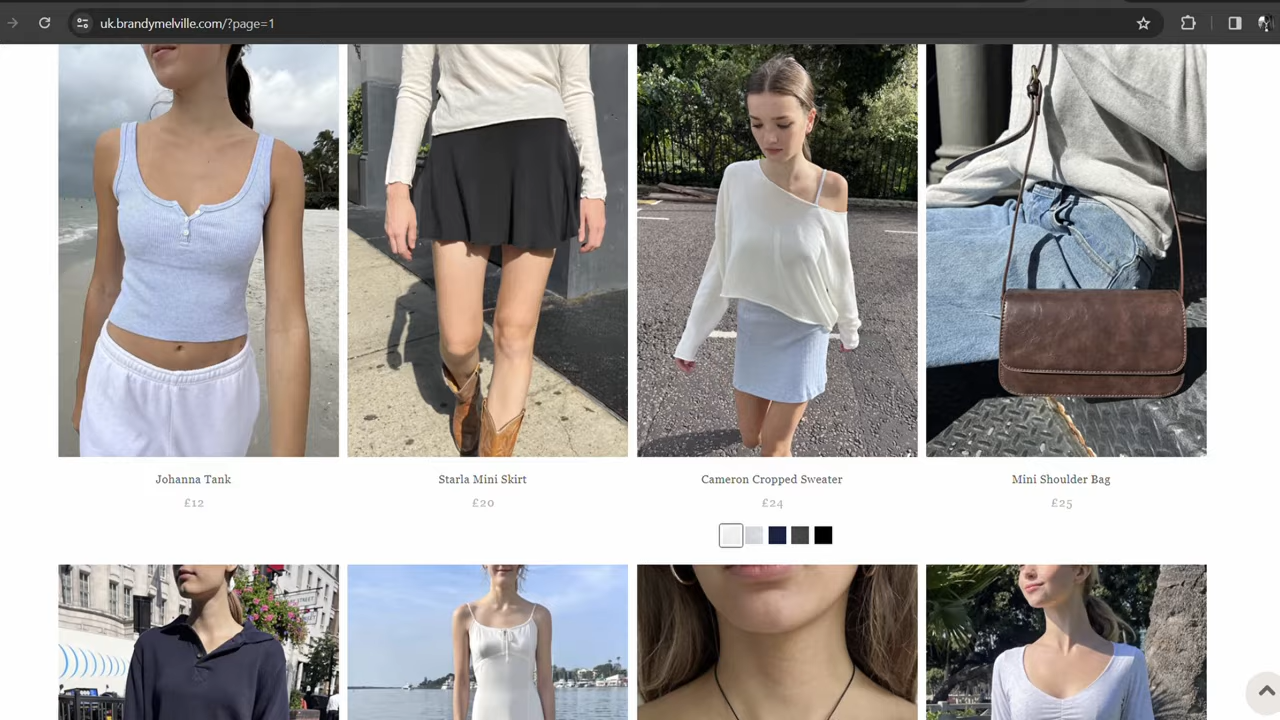 uk.brandymelville.com/?page=1
Johanna Tank
£12
Starla Mini Skirt
£20
Cameron Cropped Sweater
£24
Mini Shoulder Bag
£25